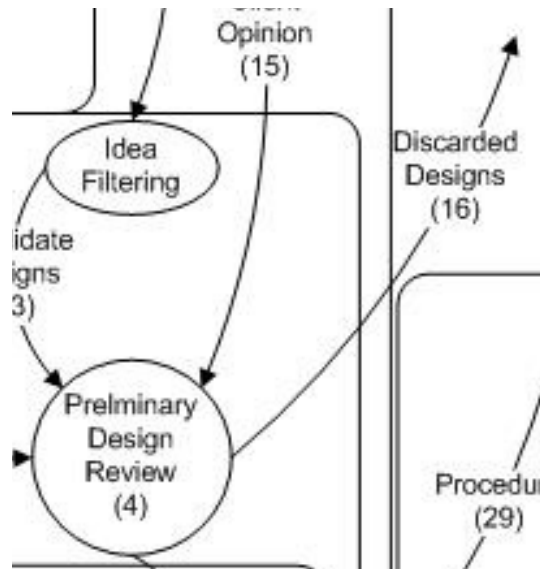 Opinion
(15)
Idea
Filtering
Discarded
Designs
(16)
Prelminary
Design
Review
(4)
(29)